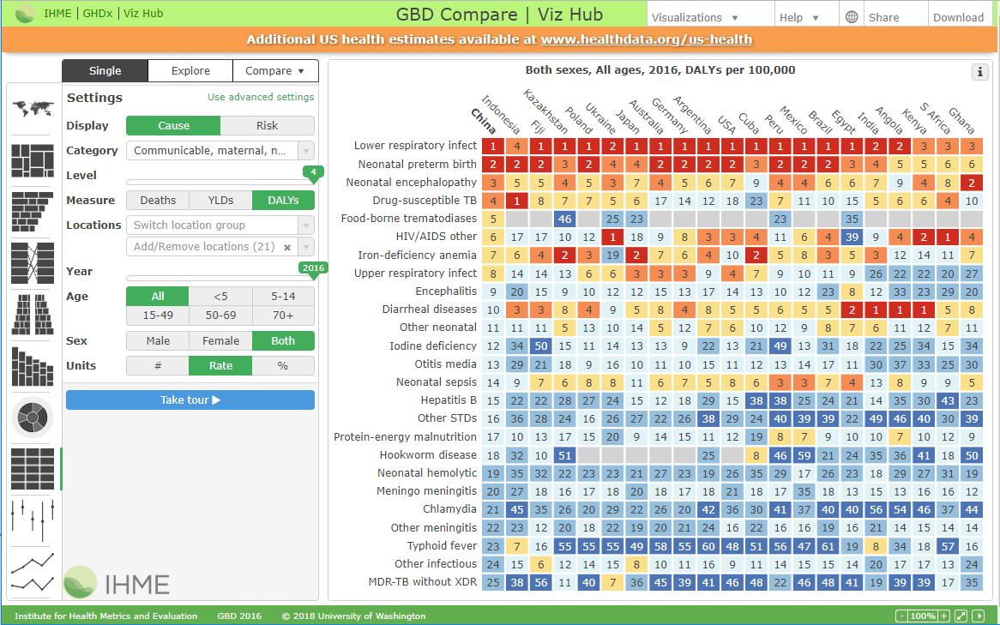 IHME | GHDx | Viz Hub
GBD Compare | Viz Hub
Visualizations ▼
Help ▼
Share
Download
Additional US health estimates available at www.healthdata.org/us-health
Single
Explore
Compare ▼
Settings
Use advanced settings
Display
Cause
Risk
Category
Communicable, maternal, n...
Level
4
Measure
Deaths
YLDs
DALYs
Locations
Switch location group
Add/Remove locations (21) ×
Year
2016
Age
All
<5
5-14
15-49
50-69
70+
Sex
Male
Female
Both
Units
#
Rate
%
Take tour ▶
IHME
Both sexes, All ages, 2016, DALYs per 100,000
i
China
Indonesia
Fiji
Kazakhstan
Poland
Ukraine
Japan
Australia
Germany
Argentina
USA
Cuba
Peru
Mexico
Brazil
Egypt
India
Angola
Kenya
S Africa
Ghana
Lower respiratory infect 1 4 1 1 1 2 1 1 1 1 1 1 1 1 1 1 2 2 3 3 3
Neonatal preterm birth 2 2 2 3 2 4 4 2 2 2 2 3 2 2 2 3 4 5 5 6 6
Neonatal encephalopathy 3 5 5 4 5 3 7 4 5 6 7 9 4 4 6 6 7 9 4 8 2
Drug-susceptible TB 4 1 8 7 7 5 6 17 14 12 18 23 7 11 10 15 5 6 6 4 10
Food-borne trematodiases 5 46 25 23 23 35
HIV/AIDS other 6 17 17 10 12 1 18 9 8 3 3 4 11 6 4 39 9 4 2 1 4
Iron-deficiency anemia 7 6 4 2 3 19 2 7 6 4 10 2 5 8 3 5 3 12 14 11 7
Upper respiratory infect 8 14 14 13 6 6 3 3 3 9 4 7 9 10 11 9 26 22 22 20 27
Encephalitis 9 20 15 9 10 12 12 15 13 17 14 13 10 12 23 8 12 33 23 29 20
Diarrheal diseases 10 3 3 8 4 9 5 8 4 8 5 5 6 5 5 2 1 1 1 5 8
Other neonatal 11 11 11 5 13 10 14 5 12 7 6 10 12 9 8 7 6 11 12 7 11
Iodine deficiency 12 34 50 15 11 14 13 13 9 22 13 21 49 13 31 18 22 25 34 15 34
Otitis media 13 29 21 18 9 16 10 11 10 15 11 12 13 14 17 11 30 37 33 25 30
Neonatal sepsis 14 9 7 6 8 8 11 6 7 5 8 6 3 3 7 4 13 8 9 9 5
Hepatitis B 15 22 22 28 27 24 15 12 18 29 15 38 38 25 24 21 14 35 30 43 23
Other STDs 16 36 28 24 16 26 27 22 26 38 29 24 40 39 39 22 49 46 40 30 39
Protein-energy malnutrition 17 10 13 17 15 20 9 14 15 11 12 19 8 7 9 10 10 7 10 12 9
Hookworm disease 18 32 10 51 25 8 46 59 21 24 35 36 41 18 50
Neonatal hemolytic 19 35 32 22 23 23 21 27 23 19 26 35 29 17 26 23 18 29 27 31 19
Meningo meningitis 20 27 18 16 17 18 20 18 17 18 21 18 17 35 18 13 15 13 16 16 12
Chlamydia 21 45 35 26 20 29 22 26 20 42 36 30 41 37 40 40 56 54 46 37 44
Other meningitis 22 23 12 20 18 22 19 20 21 24 16 22 16 16 19 16 21 14 15 14 14
Typhoid fever 23 7 16 55 55 55 49 58 55 60 48 51 56 47 61 19 8 34 18 57 16
Other infectious 24 15 6 12 14 15 8 10 11 16 9 11 14 15 15 14 20 17 17 13 24
MDR-TB without XDR 25 38 56 11 40 7 36 45 39 41 46 48 22 46 48 41 19 39 39 17 35
Institute for Health Metrics and Evaluation
GBD 2016
© 2018 University of Washington
- 100% +